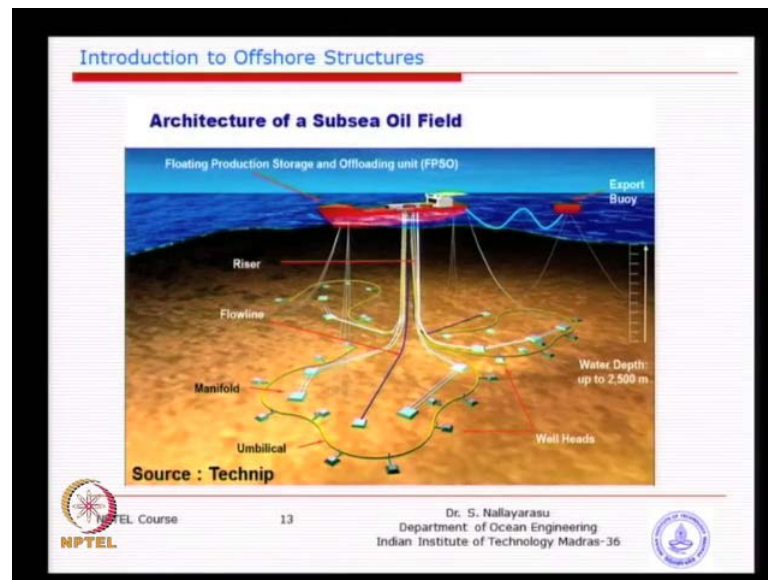 Introduction to Offshore Structures
Architecture of a Subsea Oil Field
Floating Production Storage and Offloading unit (FPSO)
Export
Buoy
Riser
Flowline
Water Depth:
up to 2,500 m
Manifold
Well Heads
Umbilical
Source : Technip
NPTEL Course
13
Dr. S. Nallayarasu
Department of Ocean Engineering
Indian Institute of Technology Madras-36
NPTEL